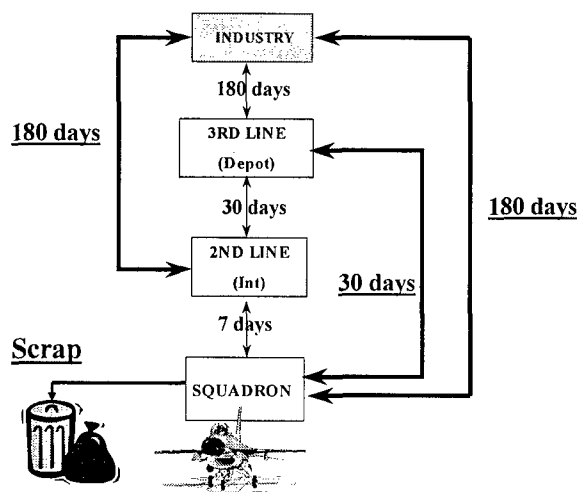 INDUSTRY
180 days
180 days
3RD LINE
(Depot)
180 days
30 days
2ND LINE
(Int)
30 days
7 days
Scrap
SQUADRON